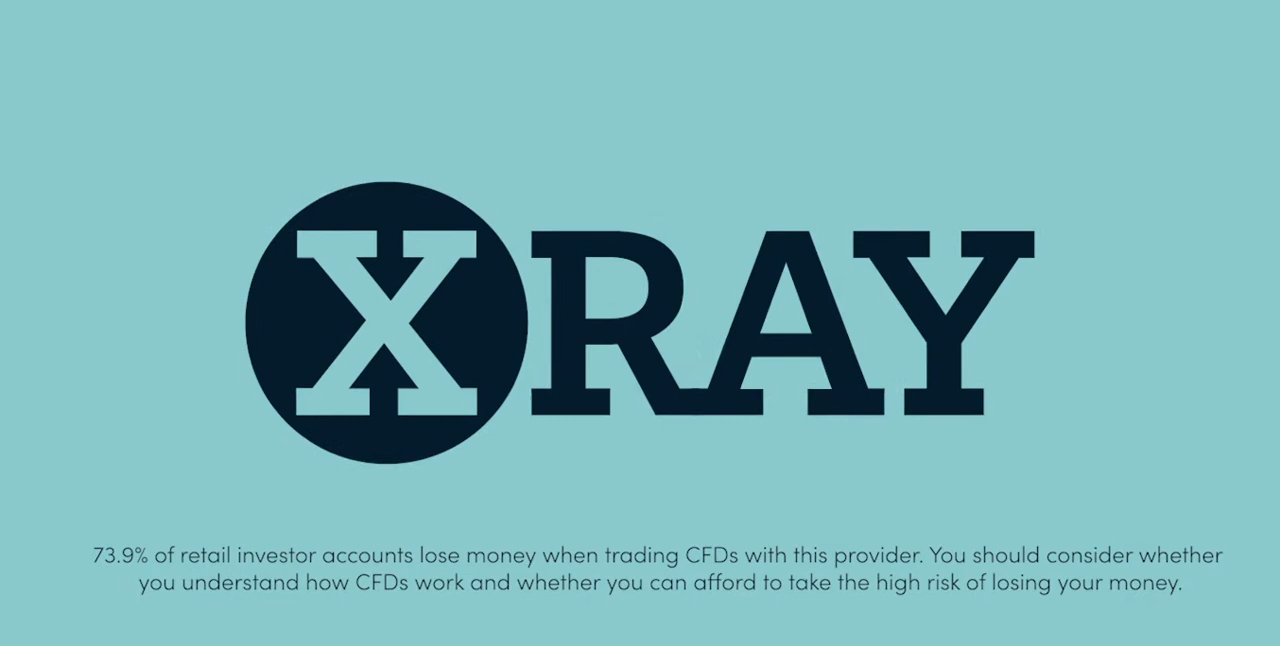 XRAY
73.9% of retail investor accounts lose money when trading CFDs with this provider. You should consider whether
you understand how CFDs work and whether you can afford to take the high risk of losing your money.